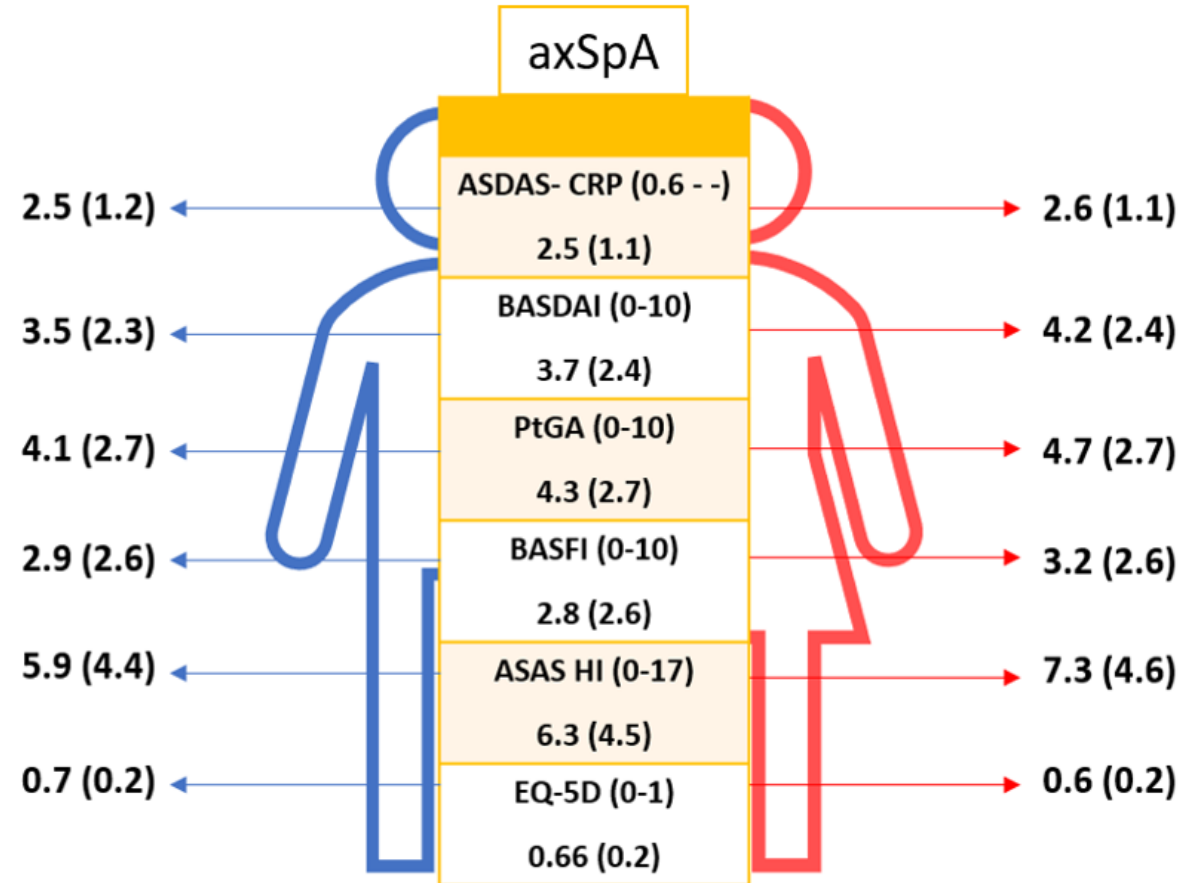 axSpA
ASDAS- CRP (0.6 - -)
2.5 (1.2)
2.5 (1.1)
2.6 (1.1)
BASDAI (0-10)
3.5 (2.3)
3.7 (2.4)
4.2 (2.4)
PtGA (0-10)
4.1 (2.7)
4.3 (2.7)
4.7 (2.7)
BASFI (0-10)
2.9 (2.6)
2.8 (2.6)
3.2 (2.6)
ASAS HI (0-17)
5.9 (4.4)
6.3 (4.5)
7.3 (4.6)
EQ-5D (0-1)
0.7 (0.2)
0.66 (0.2)
0.6 (0.2)